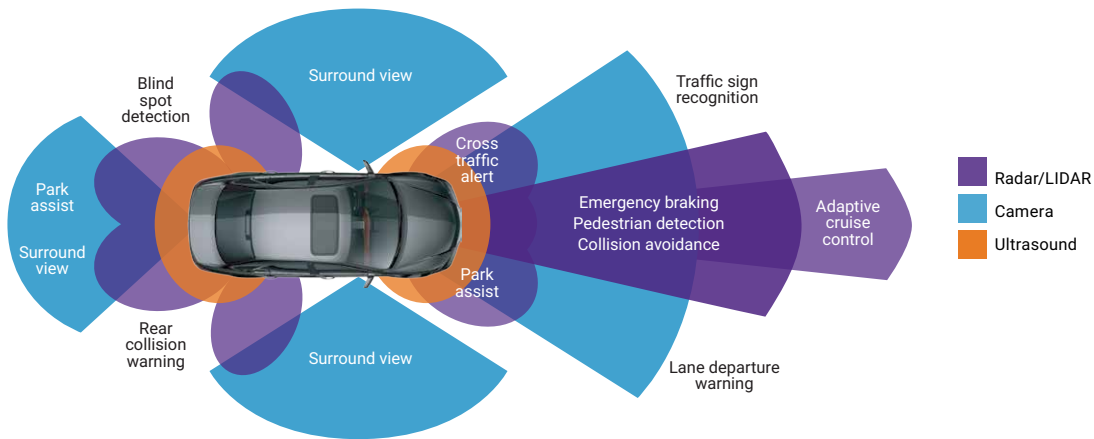 Surround view
Blind
spot
detection
Traffic sign
recognition
Cross
traffic
alert
Park
assist
Surround
view
Emergency braking
Pedestrian detection
Collision avoidance
Adaptive
cruise
control
Radar/LIDAR
Camera
Ultrasound
Park
assist
Rear
collision
warning
Surround view
Lane departure
warning